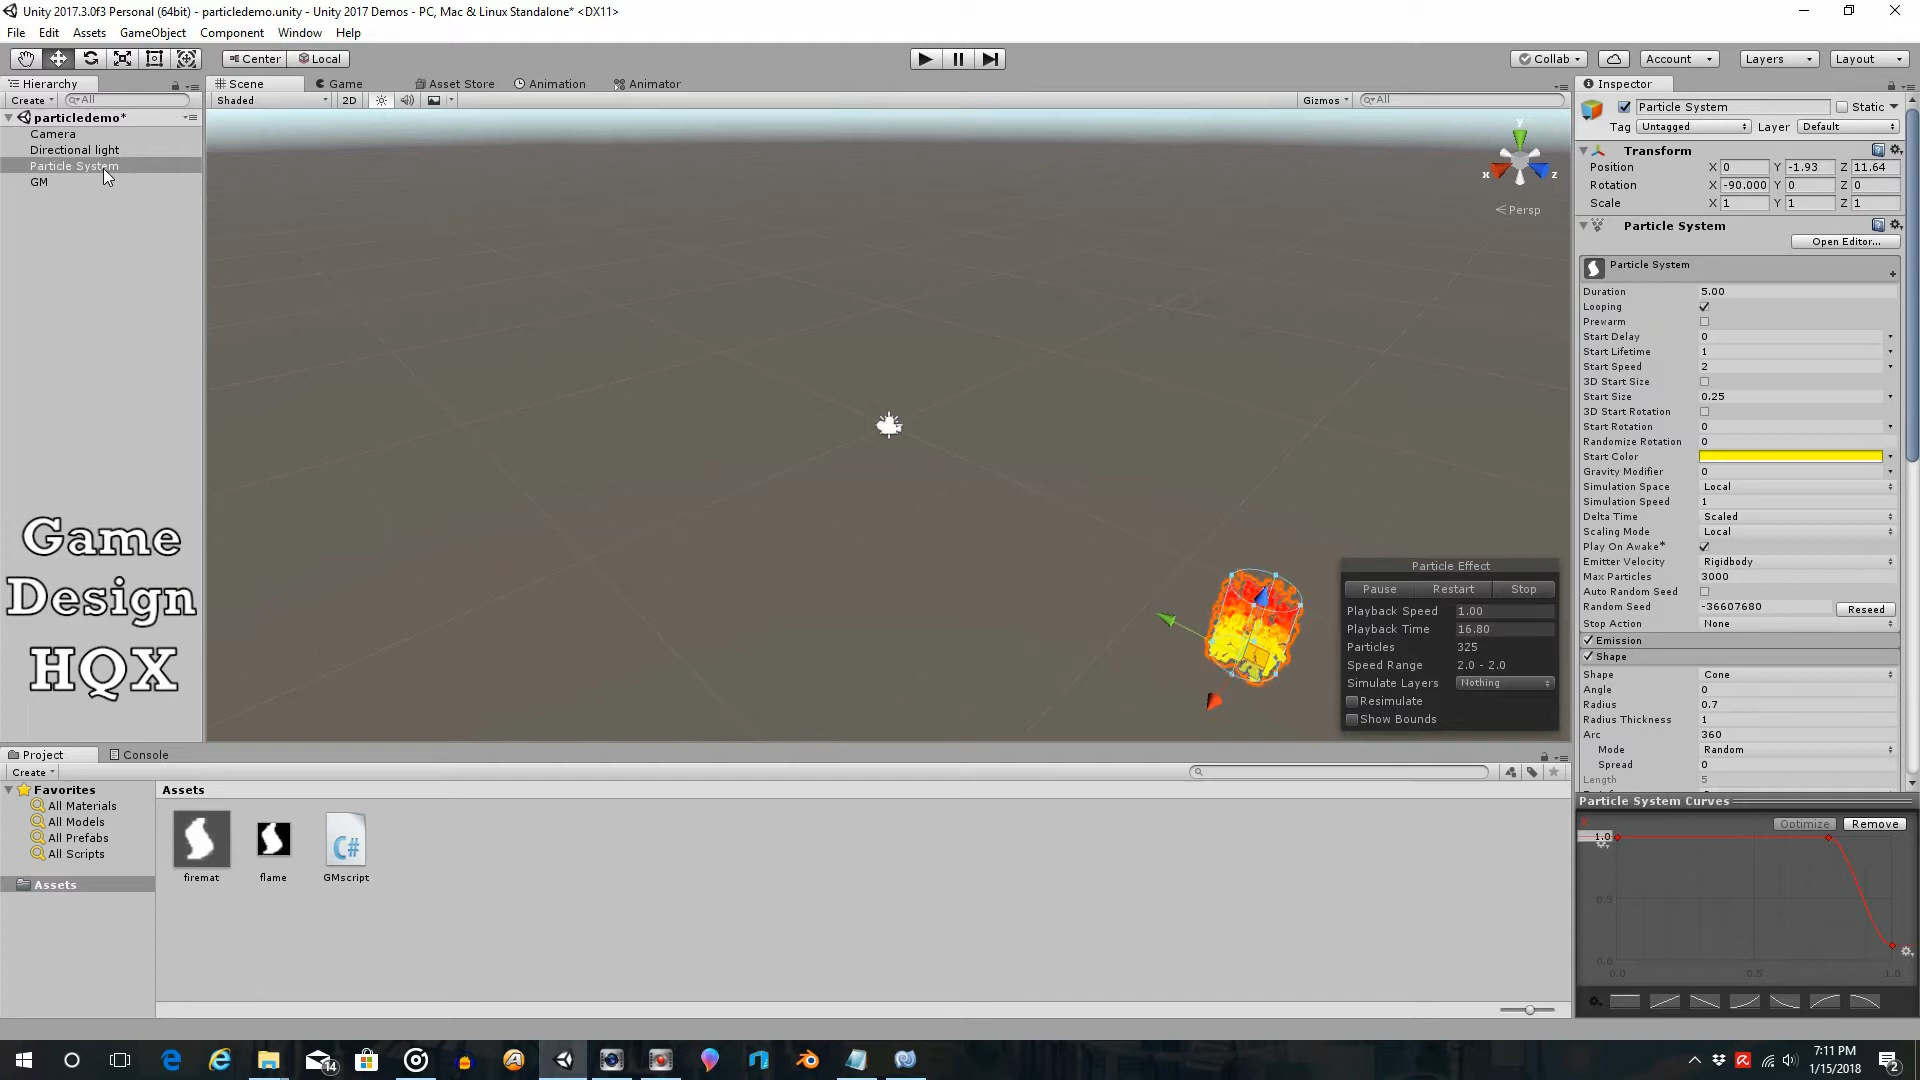 Unity 2017.3.0f3 Personal (64bit) - particledemo.unity - Unity 2017 Demos - PC, Mac & Linux Standalone* <DX11>
File Edit Assets GameObject Component Window Help
Center Local Collab Account Layers Layout
Hierarchy Scene Game Asset Store Animation Animator Inspector
Create All Shaded 2D Gizmos All
particledemo*
Camera
Directional light
Particle System
GM
y
x
z
Persp
Game
Design
HQX
Particle Effect
Pause Restart Stop
Playback Speed 1.00
Playback Time 16.80
Particles 325
Speed Range 2.0 - 2.0
Simulate Layers Nothing
Resimulate
Show Bounds
Particle System Static
Tag Untagged Layer Default
Transform
Position X 0 Y -1.93 Z 11.64
Rotation X -90.000 Y 0 Z 0
Scale X 1 Y 1 Z 1
Particle System
Open Editor...
Particle System
Duration 5.00
Looping
Prewarm
Start Delay 0
Start Lifetime 1
Start Speed 2
3D Start Size
Start Size 0.25
3D Start Rotation
Start Rotation 0
Randomize Rotation 0
Start Color
Gravity Modifier 0
Simulation Space Local
Simulation Speed 1
Delta Time Scaled
Scaling Mode Local
Play On Awake*
Emitter Velocity Rigidbody
Max Particles 3000
Auto Random Seed
Random Seed -36607680 Reseed
Stop Action None
Emission
Shape
Shape Cone
Angle 0
Radius 0.7
Radius Thickness 1
Arc 360
Mode Random
Spread 0
Length 5
Particle System Curves
Optimize Remove
1.0
0.5
0.0
0.0 0.5 1.0
Project Console
Create
Favorites
All Materials
All Models
All Prefabs
All Scripts
Assets
Assets
C#
firemat flame GMscript
14
7:11 PM
1/15/2018
2